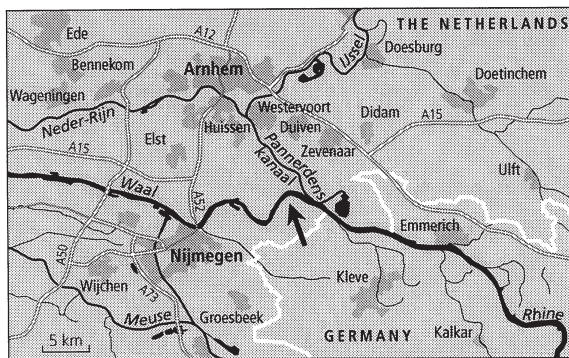 THE NETHERLANDS
Ede
A12
IJssel
Doesburg
Bennekom
Arnhem
Doetinchem
Wageningen
Neder-Rijn
Westervoort
Didam
A15
Elst
Huissen
Duiven
Pannerdens
kanaal
Zevenaar
A15
Ulft
Waal
A52
Emmerich
A50
Nijmegen
Kleve
Wijchen
A73
Groesbeek
Rhine
Meuse
GERMANY
Kalkar
5 km